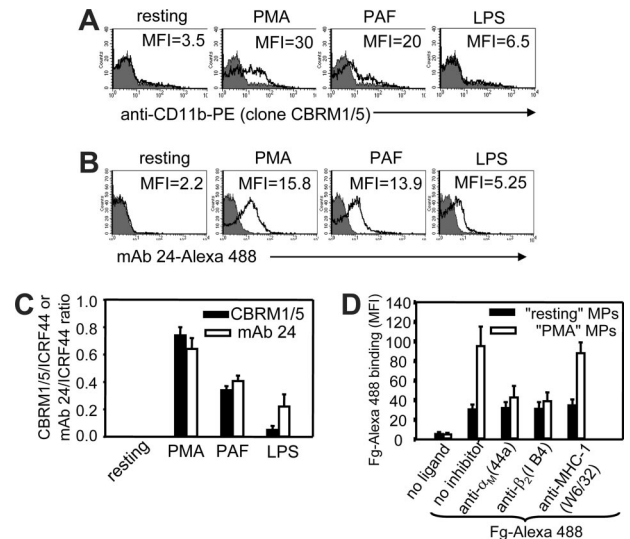 A
resting PMA PAF LPS
MFI=3.5 MFI=30 MFI=20 MFI=6.5
anti-CD11b-PE (clone CBRM1/5)
B
resting PMA PAF LPS
MFI=2.2 MFI=15.8 MFI=13.9 MFI=5.25
mAb 24-Alexa 488
C
CBRM1/5/ICRF44 or
mAb 24/ICRF44 ratio
1.0
0.8
0.6
0.4
0.2
0.0
CBRM1/5
mAb 24
resting PMA PAF LPS
D
Fg-Alexa 488 binding (MFI)
140
120
100
80
60
40
20
0
"resting" MPs
"PMA" MPs
no ligand
no inhibitor
anti-αM(44a)
anti-β2(I B4)
anti-MHC-1
(W6/32)
Fg-Alexa 488